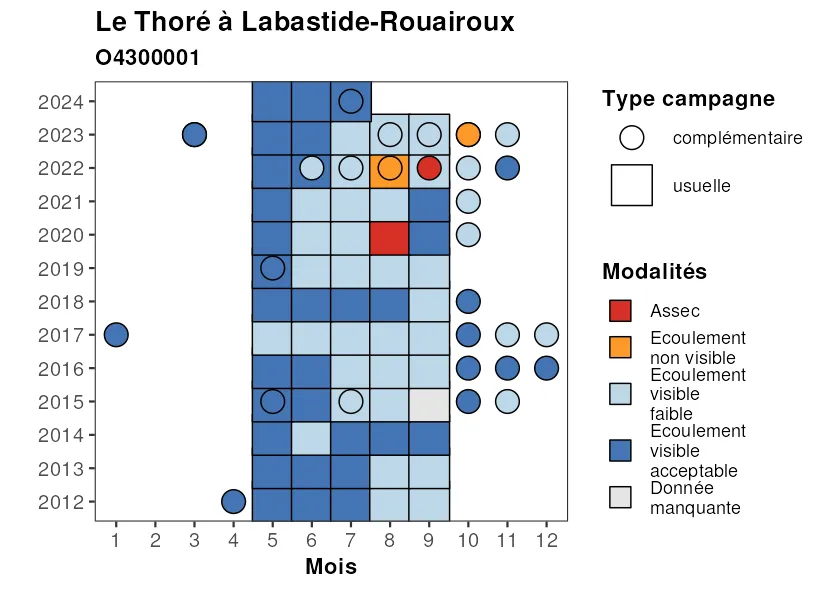 Le Thoré à Labastide-Rouairoux
O4300001
2024
2023
2022
2021
2020
2019
2018
2017
2016
2015
2014
2013
2012
1 2 3 4 5 6 7 8 9 10 11 12
Mois
Type campagne
complémentaire
usuelle
Modalités
Assec
Ecoulement
non visible
Ecoulement
visible
faible
Ecoulement
visible
acceptable
Donnée
manquante